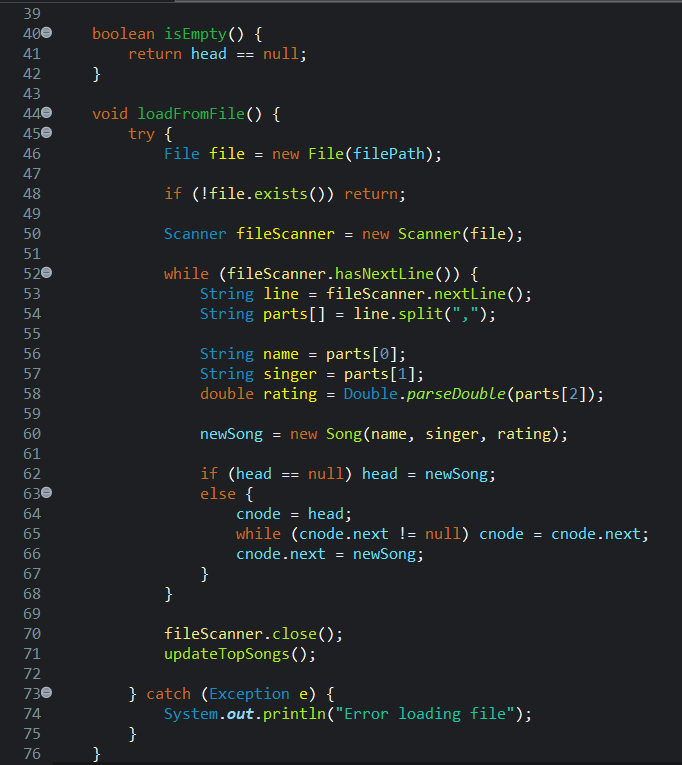 39
40 boolean isEmpty() {
41 return head == null;
42 }
43
44 void loadFromFile() {
45 try {
46 File file = new File(filePath);
47
48 if (!file.exists()) return;
49
50 Scanner fileScanner = new Scanner(file);
51
52 while (fileScanner.hasNextLine()) {
53 String line = fileScanner.nextLine();
54 String parts[] = line.split(",");
55
56 String name = parts[0];
57 String singer = parts[1];
58 double rating = Double.parseDouble(parts[2]);
59
60 newSong = new Song(name, singer, rating);
61
62 if (head == null) head = newSong;
63 else {
64 cnode = head;
65 while (cnode.next != null) cnode = cnode.next;
66 cnode.next = newSong;
67 }
68 }
69
70 fileScanner.close();
71 updateTopSongs();
72
73 } catch (Exception e) {
74 System.out.println("Error loading file");
75 }
76 }